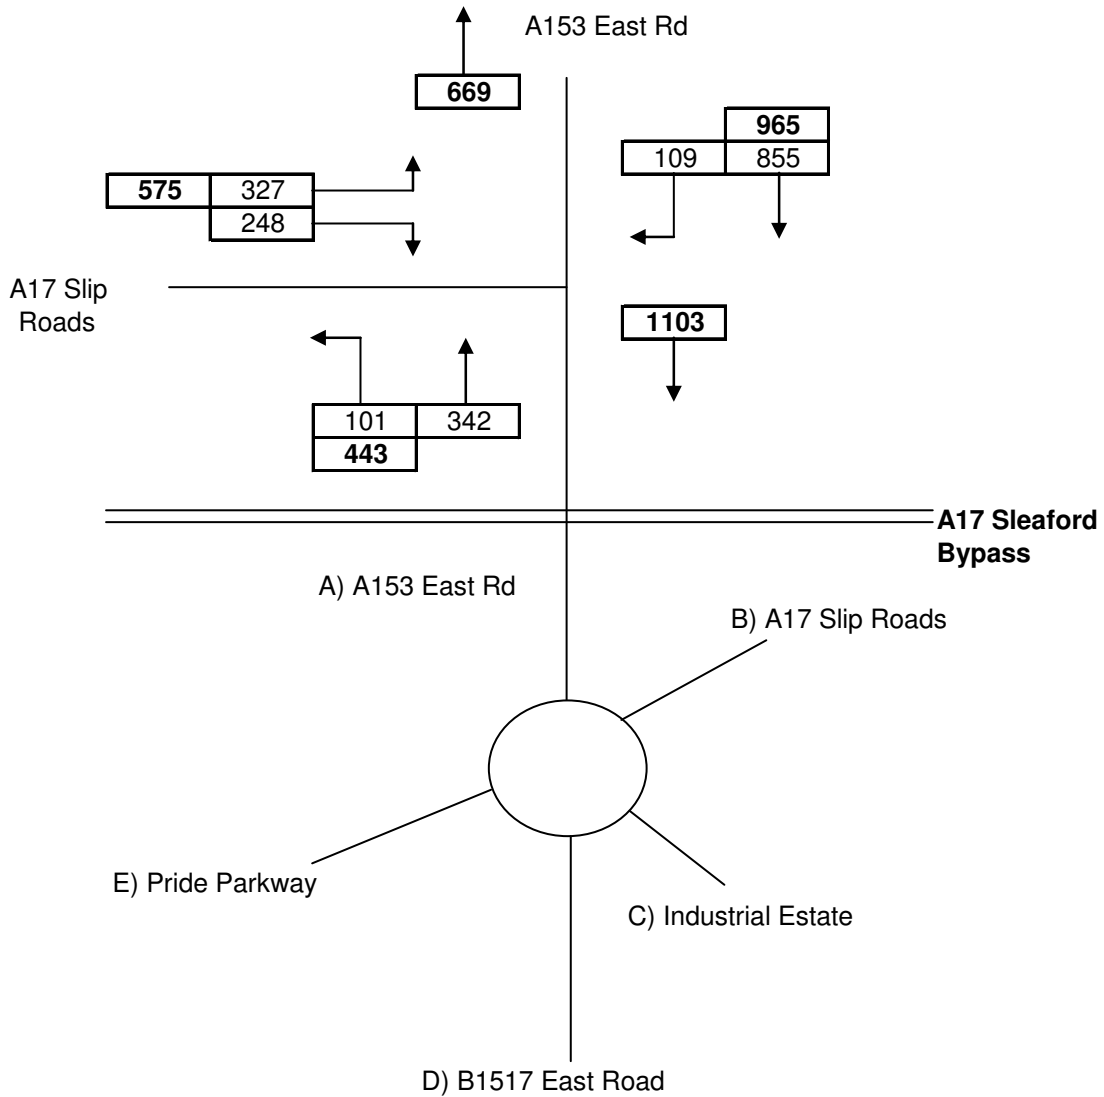 A153 East Rd
669
965
109 855
575 327
248
A17 Slip
Roads
1103
101 342
443
A17 Sleaford
Bypass
A) A153 East Rd
B) A17 Slip Roads
E) Pride Parkway
C) Industrial Estate
D) B1517 East Road